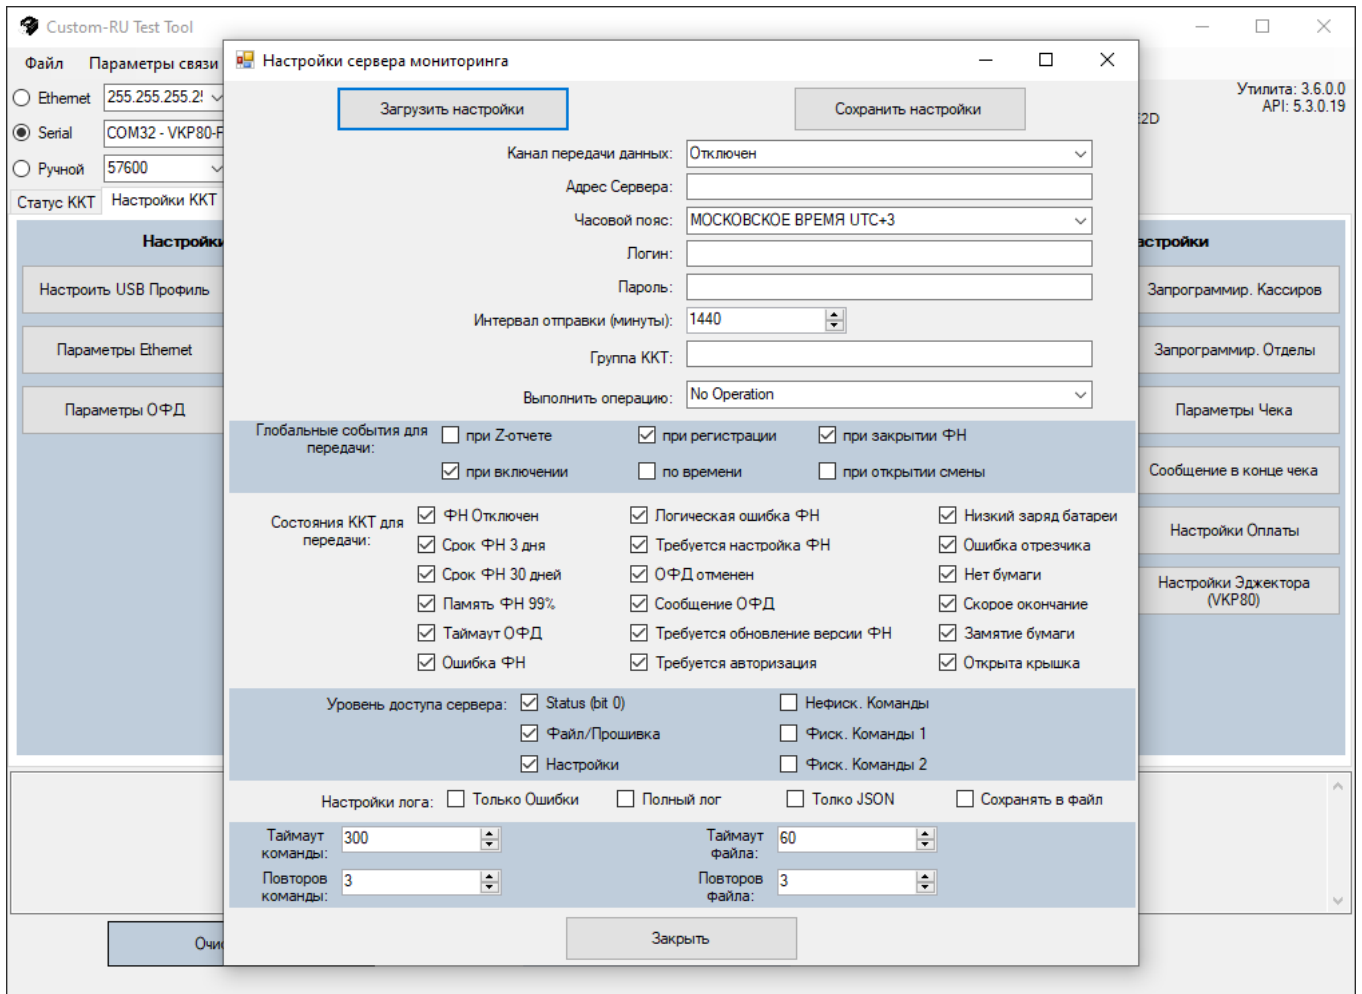 Custom-RU Test Tool
Файл Параметры связи
Утилита: 3.6.0.0
API: 5.3.0.19
Ethernet 255.255.255.2
Serial COM32 - VKP80-F
Ручной 57600
Статус ККТ Настройки ККТ
Настройки
Настроить USB Профиль
Параметры Ethernet
Параметры ОФД
Настройки сервера мониторинга
Загрузить настройки Сохранить настройки
Канал передачи данных: Отключен
Адрес Сервера:
Часовой пояс: МОСКОВСКОЕ ВРЕМЯ UTC+3
Логин:
Пароль:
Интервал отправки (минуты): 1440
Группа ККТ:
Выполнить операцию: No Operation
Глобальные события для
передачи:
при Z-отчете при регистрации при закрытии ФН
при включении по времени при открытии смены
Состояния ККТ для
передачи:
ФН Отключен Логическая ошибка ФН Низкий заряд батареи
Срок ФН 3 дня Требуется настройка ФН Ошибка отрезчика
Срок ФН 30 дней ОФД отменен Нет бумаги
Память ФН 99% Сообщение ОФД Скорое окончание
Таймаут ОФД Требуется обновление версии ФН Замятие бумаги
Ошибка ФН Требуется авторизация Открыта крышка
Уровень доступа сервера: Status (bit 0) Нефиск. Команды
Файл/Прошивка Фиск. Команды 1
Настройки Фиск. Команды 2
Настройки лога: Только Ошибки Полный лог Толко JSON Сохранять в файл
Таймаут
команды: 300
Таймаут
файла: 60
Повторов
команды: 3
Повторов
файла: 3
Закрыть
2D
астройки
Запрограммир. Кассиров
Запрограммир. Отделы
Параметры Чека
Сообщение в конце чека
Настройки Оплаты
Настройки Эджектора
(VKP80)
Очи